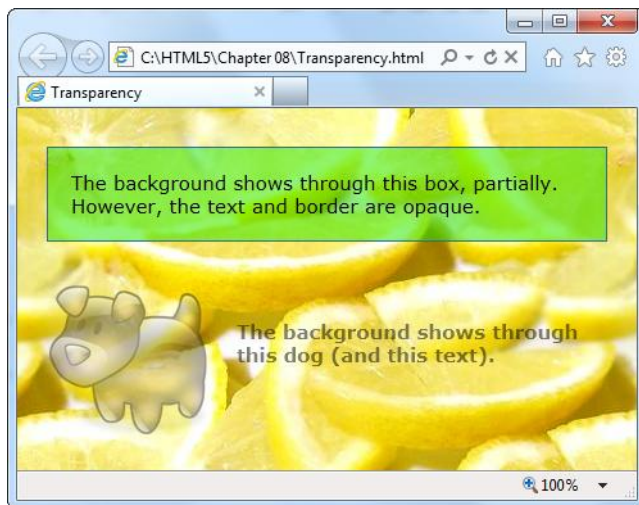 C:\HTML5\Chapter 08\Transparency.html
Transparency
The background shows through this box, partially.
However, the text and border are opaque.
The background shows through
this dog (and this text).
100%